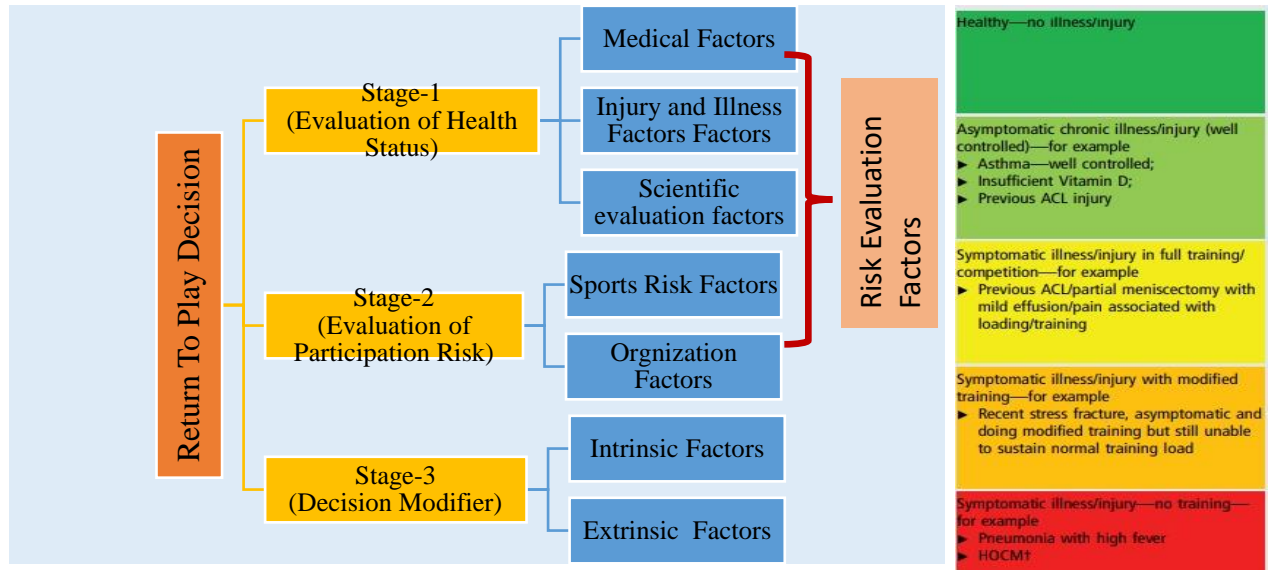 Return To Play Decision
Stage-1
(Evaluation of Health
Status)
Stage-2
(Evaluation of
Participation Risk)
Stage-3
(Decision Modifier)
Medical Factors
Injury and Illness
Factors Factors
Scientific
evaluation factors
Sports Risk Factors
Orgnization
Factors
Intrinsic Factors
Extrinsic Factors
Risk Evaluation
Factors
Healthy—no illness/injury
Asymptomatic chronic illness/injury (well
controlled)—for example
► Asthma—well controlled;
► Insufficient Vitamin D;
► Previous ACL injury
Symptomatic illness/injury in full training/
competition—for example
► Previous ACL/partial meniscectomy with
mild effusion/pain associated with
loading/training
Symptomatic illness/injury with modified
training—for example
► Recent stress fracture, asymptomatic and
doing modified training but still unable
to sustain normal training load
Symptomatic illness/injury—no training—
for example
► Pneumonia with high fever
► HOCM†